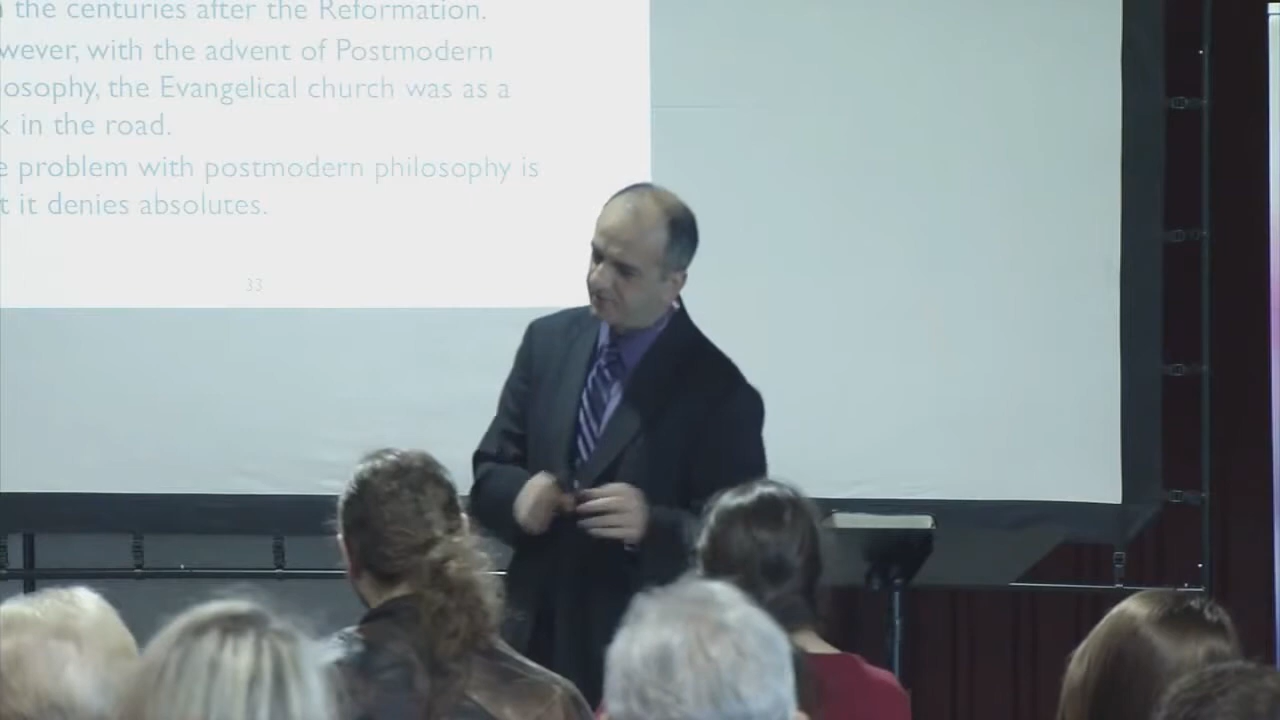 the centuries after the Reformation.
wever, with the advent of Postmodern
osophy, the Evangelical church was as a
k in the road.
e problem with postmodern philosophy is
t it denies absolutes.
33